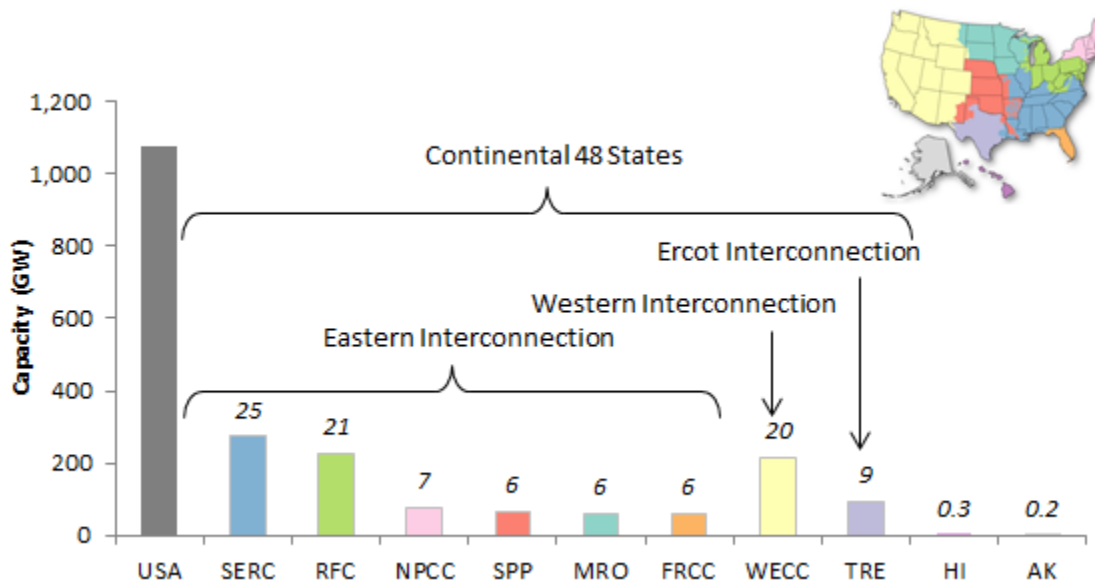 1,200
1,000
800
600
400
200
0
Capacity (GW)
Continental 48 States
Ercot Interconnection
Western Interconnection
Eastern Interconnection
25
21
7
6
6
6
20
9
0.3
0.2
USA SERC RFC NPCC SPP MRO FRCC WECC TRE HI AK